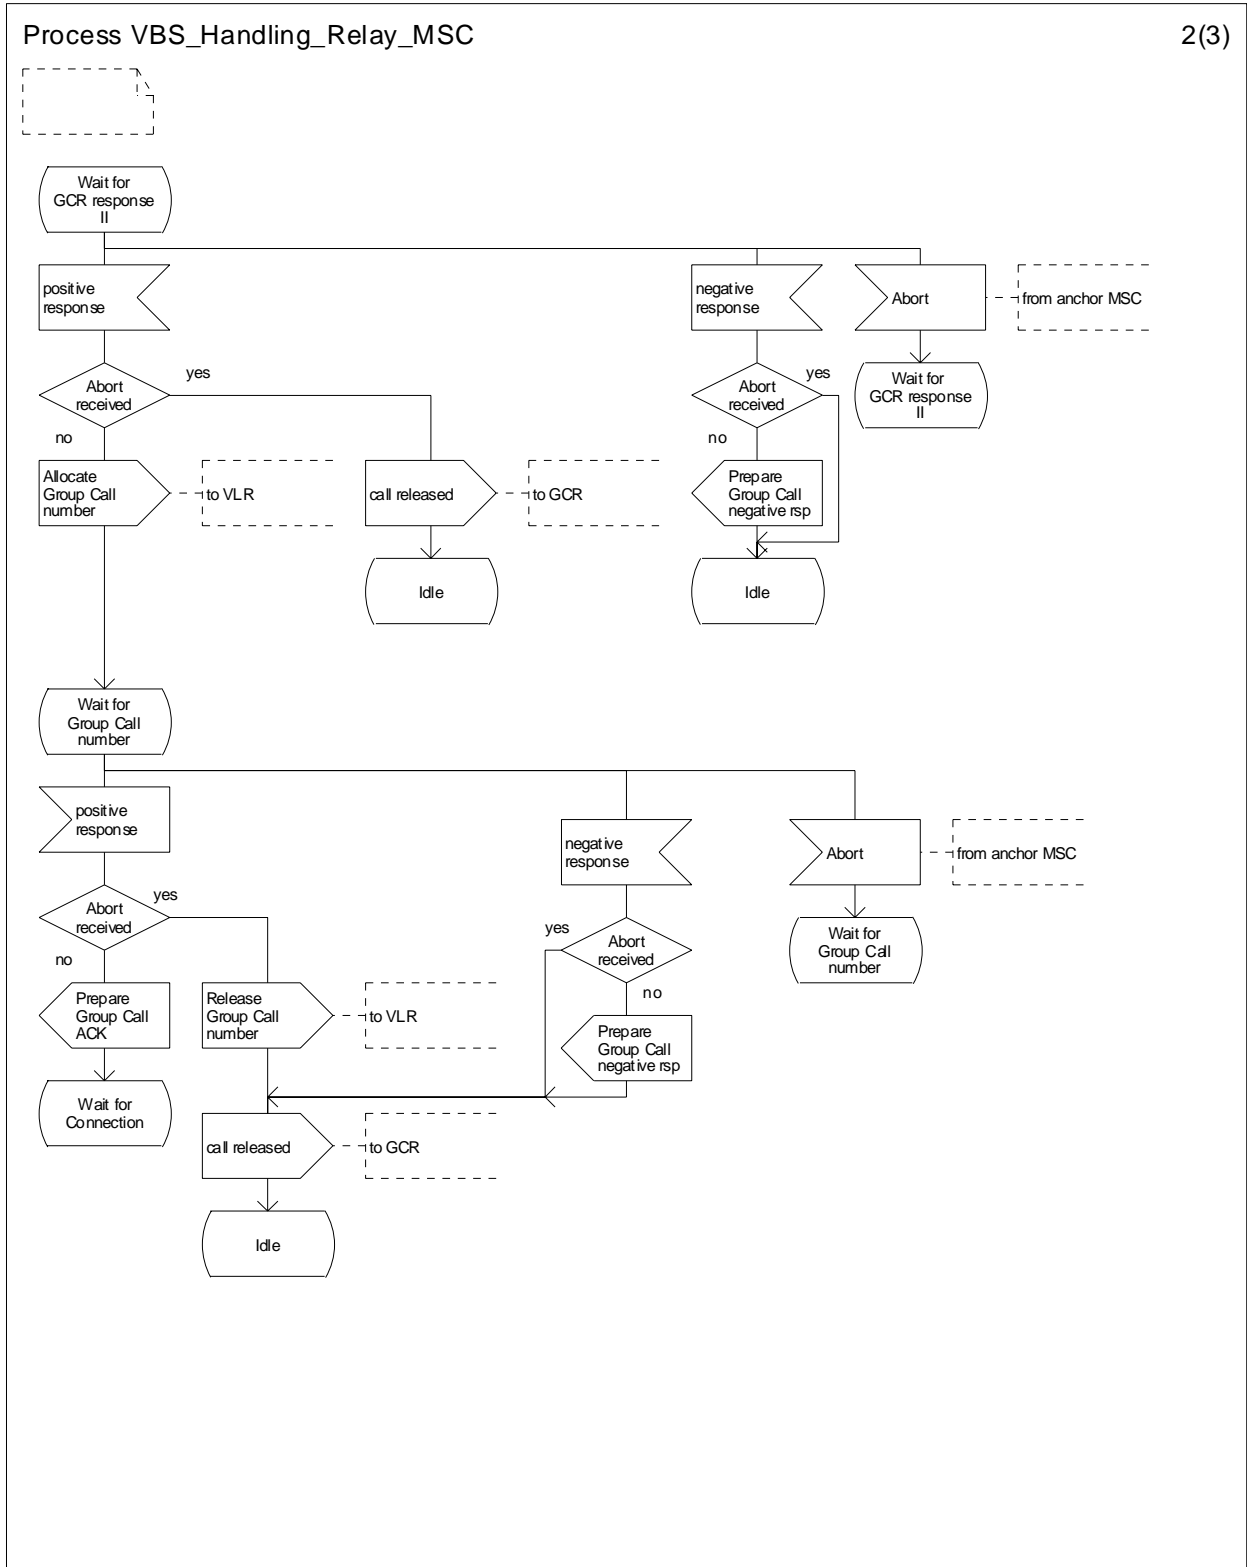 Process VBS_Handling_Relay_MSC
2(3)
Wait for
GCR response
II
positive
response
negative
response
Abort
from anchor MSC
Abort
received
yes
no
Abort
received
yes
no
Wait for
GCR response
II
Allocate
Group Call
number
to VLR
call released
to GCR
Prepare
Group Call
negative rsp
Idle
Idle
Wait for
Group Call
number
positive
response
negative
response
Abort
from anchor MSC
Abort
received
yes
no
yes
Abort
received
no
Wait for
Group Call
number
Prepare
Group Call
ACK
Release
Group Call
number
to VLR
Prepare
Group Call
negative rsp
Wait for
Connection
call released
to GCR
Idle